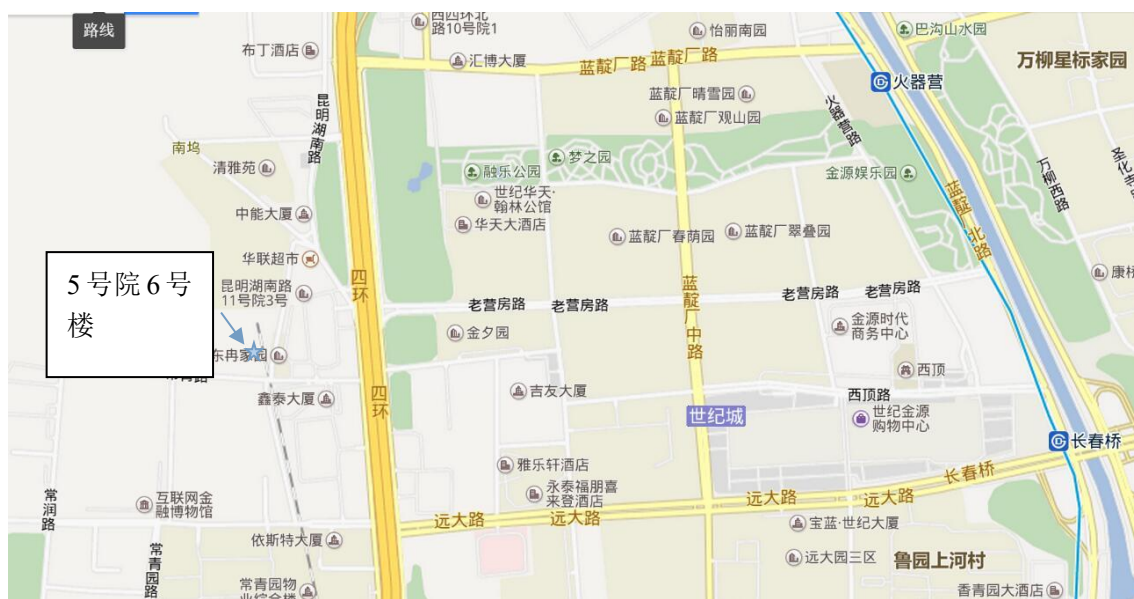 路线
西四环北
路10号院1
怡丽南园
巴沟山水园
布丁酒店
汇博大厦
蓝靛厂路
蓝靛厂路
万柳星标家园
火器营
昆明湖南路
蓝靛厂晴雪园
蓝靛厂观山园
火器营路
南坞
清雅苑
融乐公园
梦之园
金源娱乐园
万柳西路
圣化寺路
世纪华天·
翰林公馆
中能大厦
华天大酒店
蓝靛厂春荫园
蓝靛厂翠叠园
蓝靛厂北路
华联超市
5号院6号
楼
昆明湖南路
11号院3号
四环
蓝靛厂中路
老营房路
老营房路
老营房路
老营房路
金夕园
金源时代
商务中心
东冉家园
常青路
西顶
四环
鑫泰大厦
吉友大厦
西顶路
世纪城
世纪金源
购物中心
长春桥
雅乐轩酒店
长春桥
常润路
互联网金
融博物馆
永泰福朋喜
来登酒店
远大路
远大路
远大路
远大路
宝蓝·世纪大厦
依斯特大厦
常青园路
远大园三区
鲁园上河村
常青园物
香青园大酒店